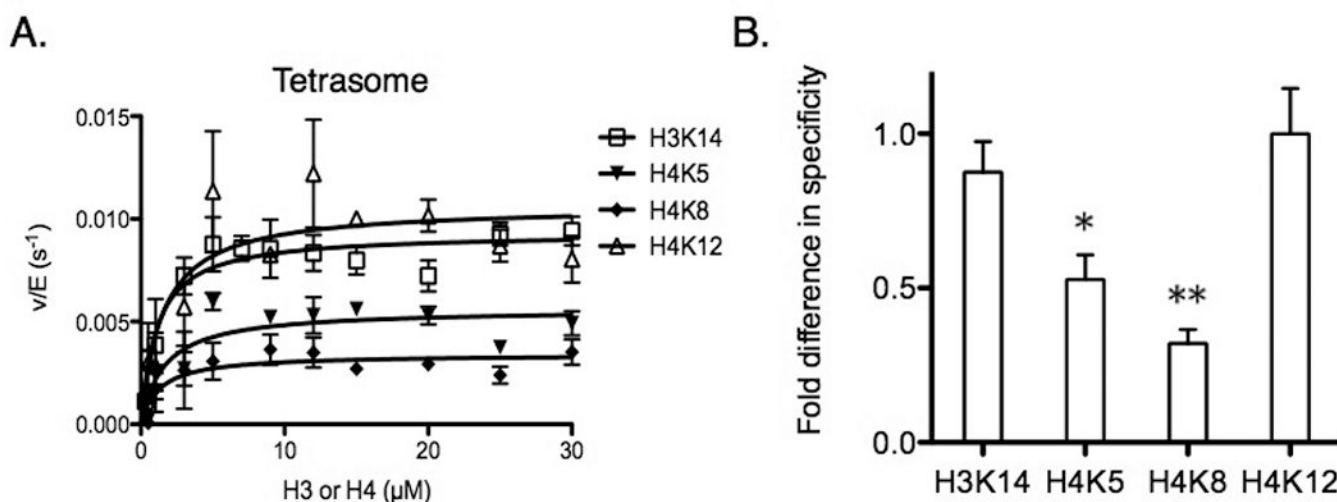 A.
Tetrasome
0.015
0.010
0.005
0.000
v/E (s⁻¹)
0 10 20 30
H3 or H4 (µM)
H3K14
H4K5
H4K8
H4K12
B.
Fold difference in specificity
1.0
0.5
0.0
*
**
H3K14 H4K5 H4K8 H4K12